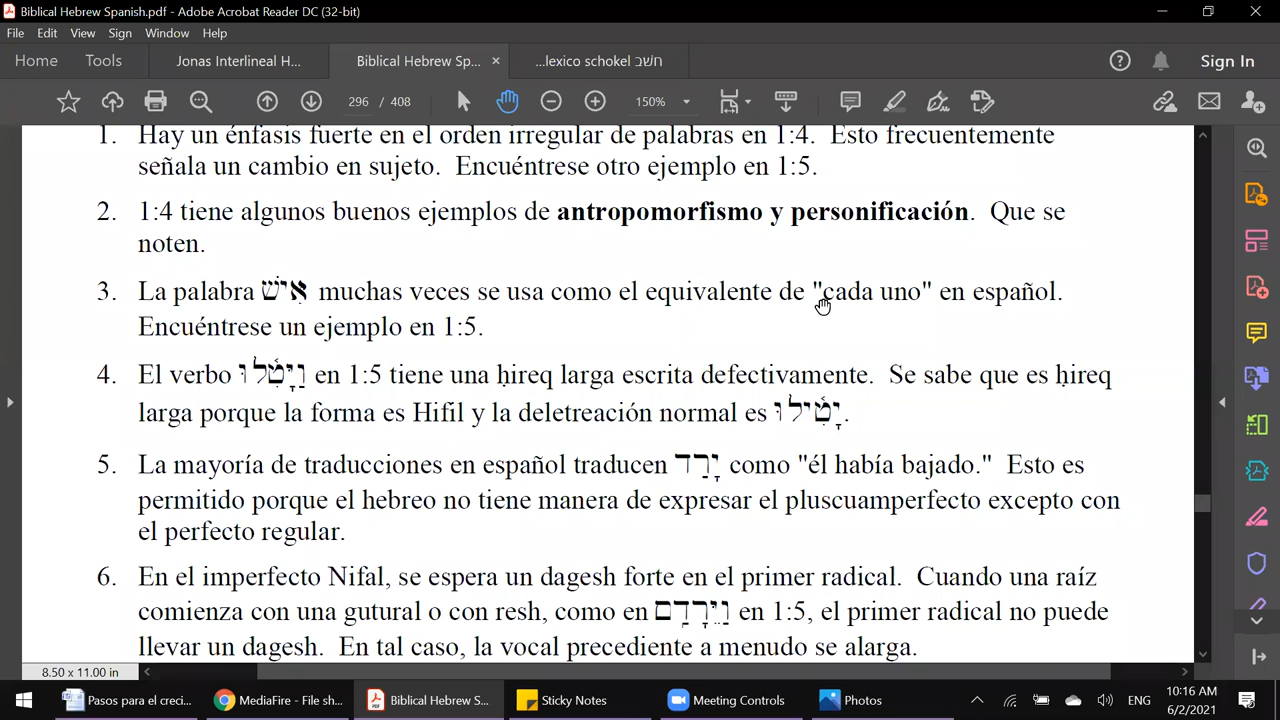 Biblical Hebrew Spanish.pdf - Adobe Acrobat Reader DC (32-bit)
File Edit View Sign Window Help
Home Tools Jonas Interlineal H... Biblical Hebrew Sp... × ...lexico schokel חשׁב Sign In
296 / 408 150%
1. Hay un énfasis fuerte en el orden irregular de palabras en 1:4. Esto frecuentemente
señala un cambio en sujeto. Encuéntrese otro ejemplo en 1:5.
2. 1:4 tiene algunos buenos ejemplos de antropomorfismo y personificación. Que se
noten.
3. La palabra אִישׁ muchas veces se usa como el equivalente de "cada uno" en español.
Encuéntrese un ejemplo en 1:5.
4. El verbo וַיָּטִ֫לוּ en 1:5 tiene una ḥireq larga escrita defectivamente. Se sabe que es ḥireq
larga porque la forma es Hifil y la deletreación normal es יָטִ֫ילוּ.
5. La mayoría de traducciones en español traducen יָרַד como "él había bajado." Esto es
permitido porque el hebreo no tiene manera de expresar el pluscuamperfecto excepto con
el perfecto regular.
6. En el imperfecto Nifal, se espera un dagesh forte en el primer radical. Cuando una raíz
comienza con una gutural o con resh, como en וַיֵּרָדַם en 1:5, el primer radical no puede
llevar un dagesh. En tal caso, la vocal precediente a menudo se alarga.
8.50 x 11.00 in
Pasos para el creci... MediaFire - File sh... Biblical Hebrew S... Sticky Notes Meeting Controls Photos ENG 10:16 AM
6/2/2021